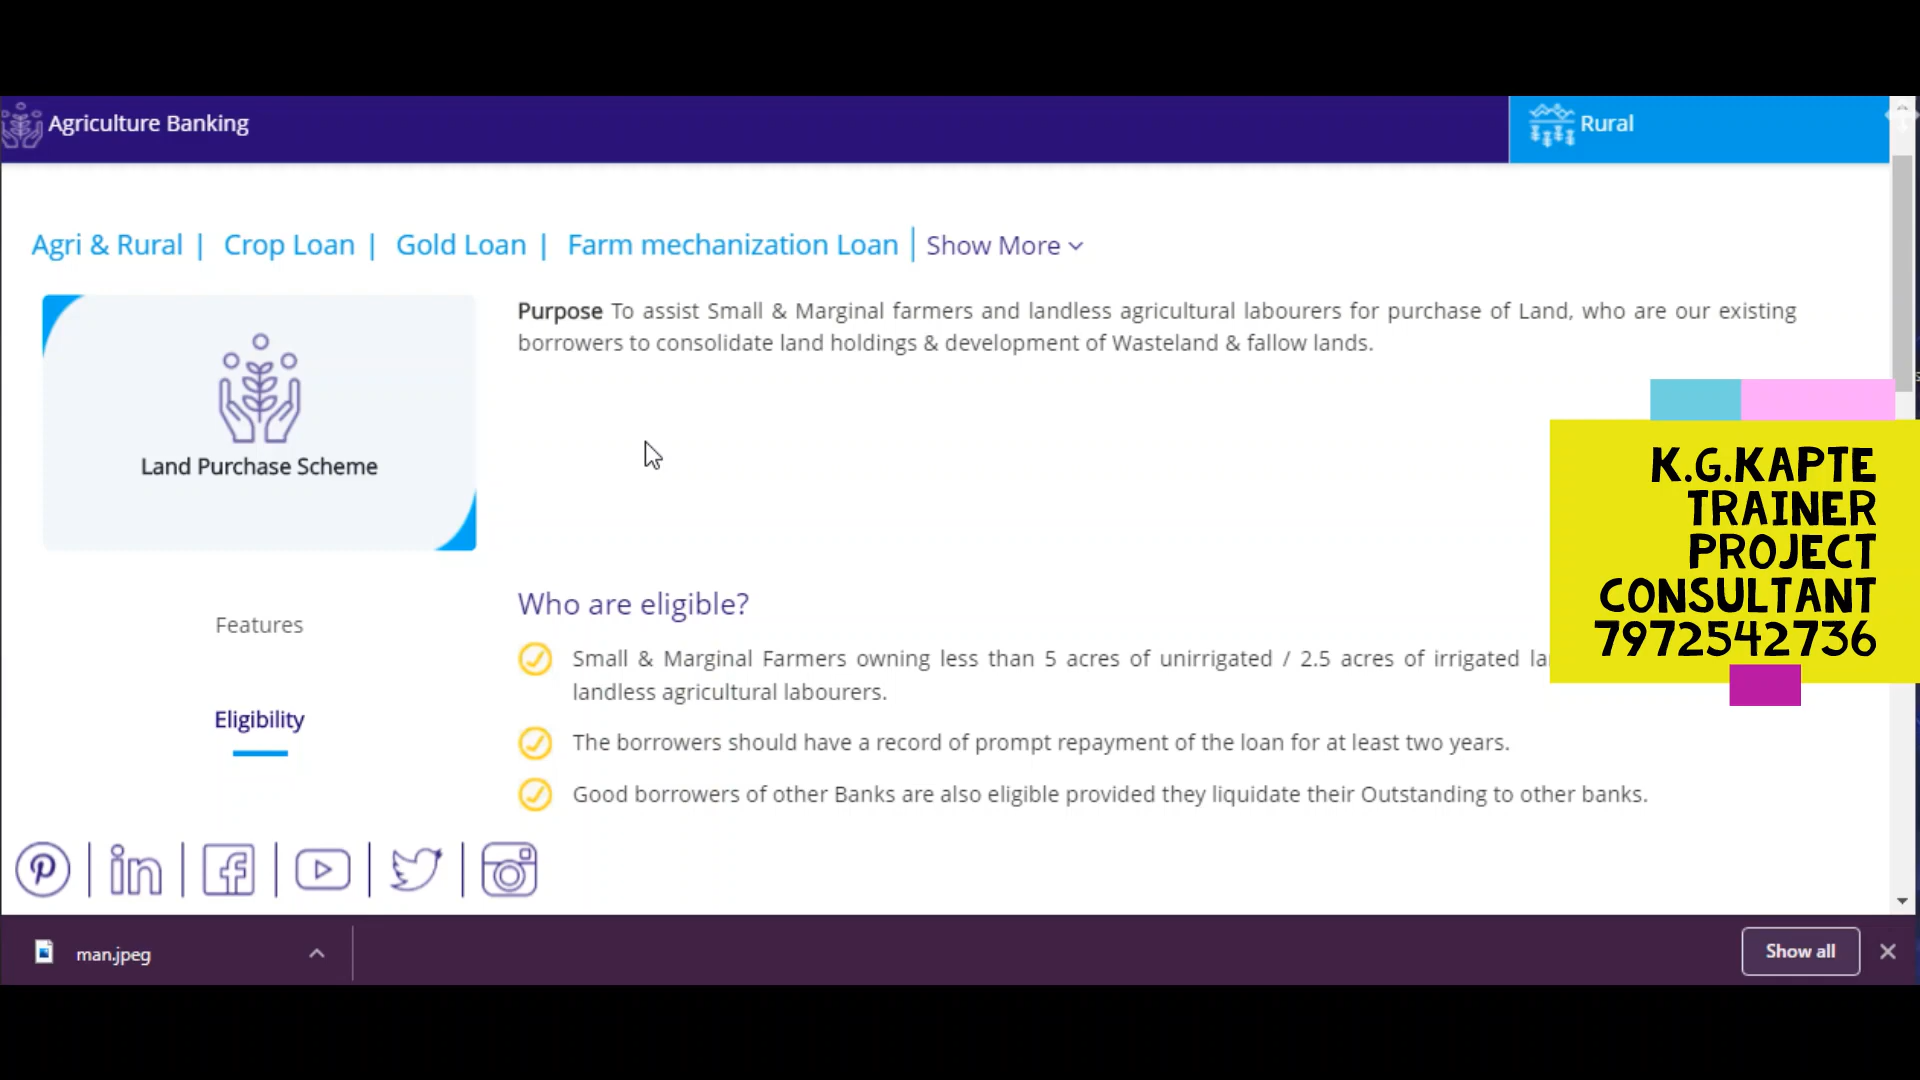 Agriculture Banking
Rural
Agri & Rural | Crop Loan | Gold Loan | Farm mechanization Loan | Show More
Purpose To assist Small & Marginal farmers and landless agricultural labourers for purchase of Land, who are our existing
borrowers to consolidate land holdings & development of Wasteland & fallow lands.
Land Purchase Scheme
K.G.KAPTE
TRAINER
PROJECT
CONSULTANT
7972542736
Features
Eligibility
Who are eligible?
Small & Marginal Farmers owning less than 5 acres of unirrigated / 2.5 acres of irrigated
landless agricultural labourers.
The borrowers should have a record of prompt repayment of the loan for at least two years.
Good borrowers of other Banks are also eligible provided they liquidate their Outstanding to other banks.
man.jpeg
Show all